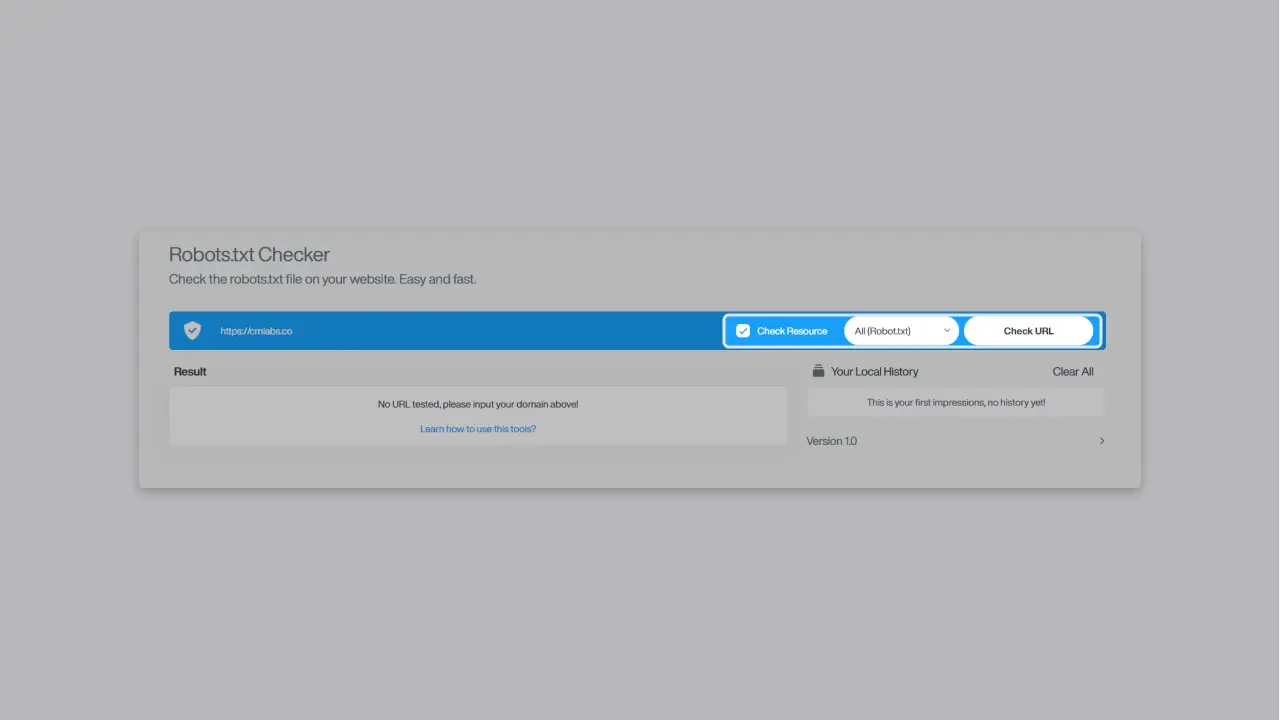 Robots.txt Checker
Check the robots.txt file on your website. Easy and fast.
https://cmlabs.co
Check Resource
All (Robot.txt)
Check URL
Result
No URL tested, please input your domain above!
Learn how to use this tools?
Your Local History
Clear All
This is your first impressions, no history yet!
Version 1.0